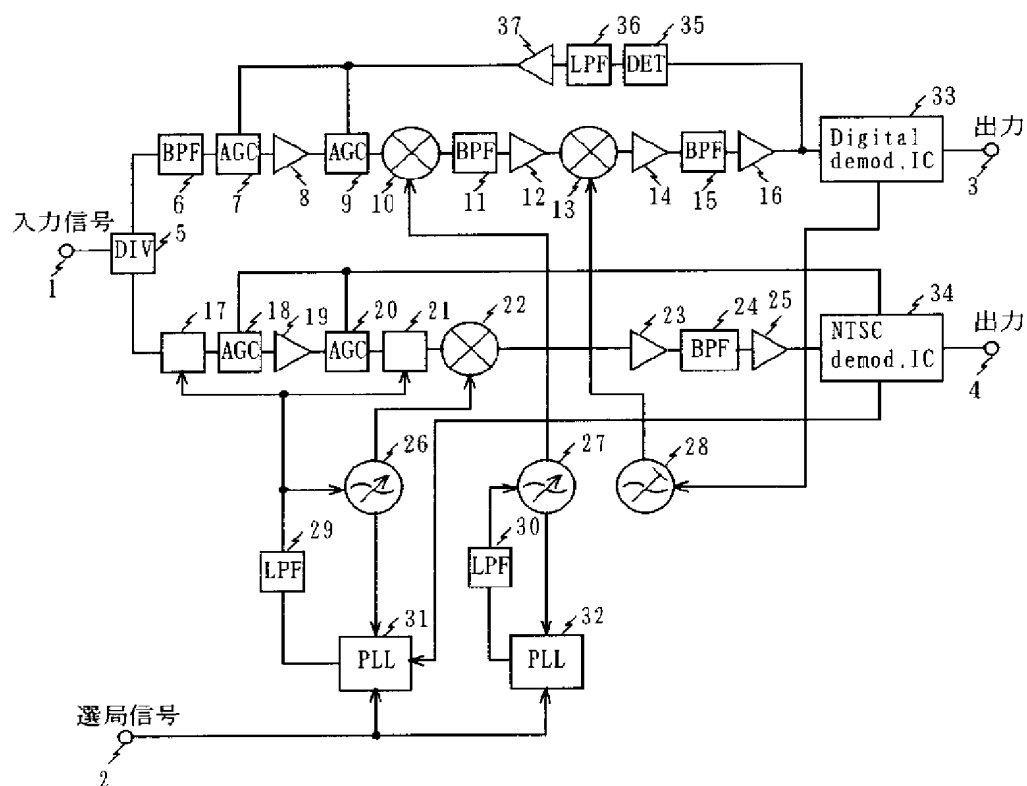 37
36
35
LPF
DET
33
出力
Digital
demod.IC
3
BPF
AGC
AGC
BPF
BPF
6
7
8
9
10
11
12
13
14
15
16
入力信号
1
DIV
5
17
18
19
20
21
22
23
24
25
34
出力
AGC
AGC
BPF
NTSC
demod.IC
4
26
27
28
29
30
LPF
LPF
31
32
PLL
PLL
選局信号
2